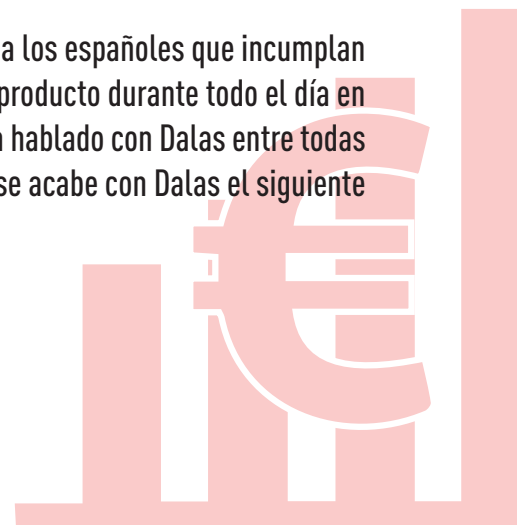 a los españoles que incumplan
producto durante todo el día en
hablado con Dalas entre todas
se acabe con Dalas el siguiente
€